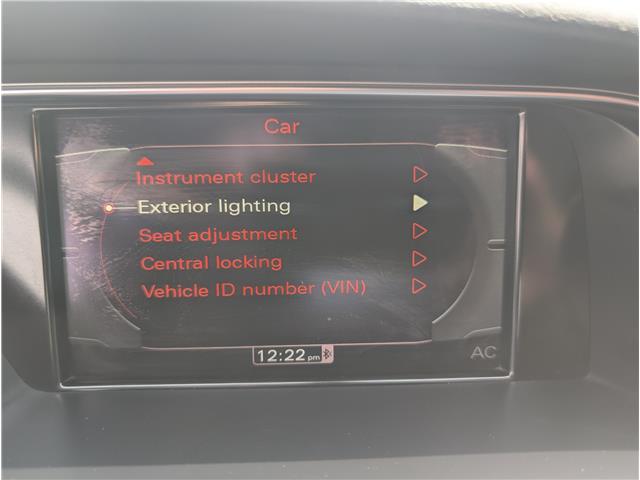 Car
Instrument cluster
Exterior lighting
Seat adjustment
Central locking
Vehicle ID number (VIN)
12:22 pm
AC